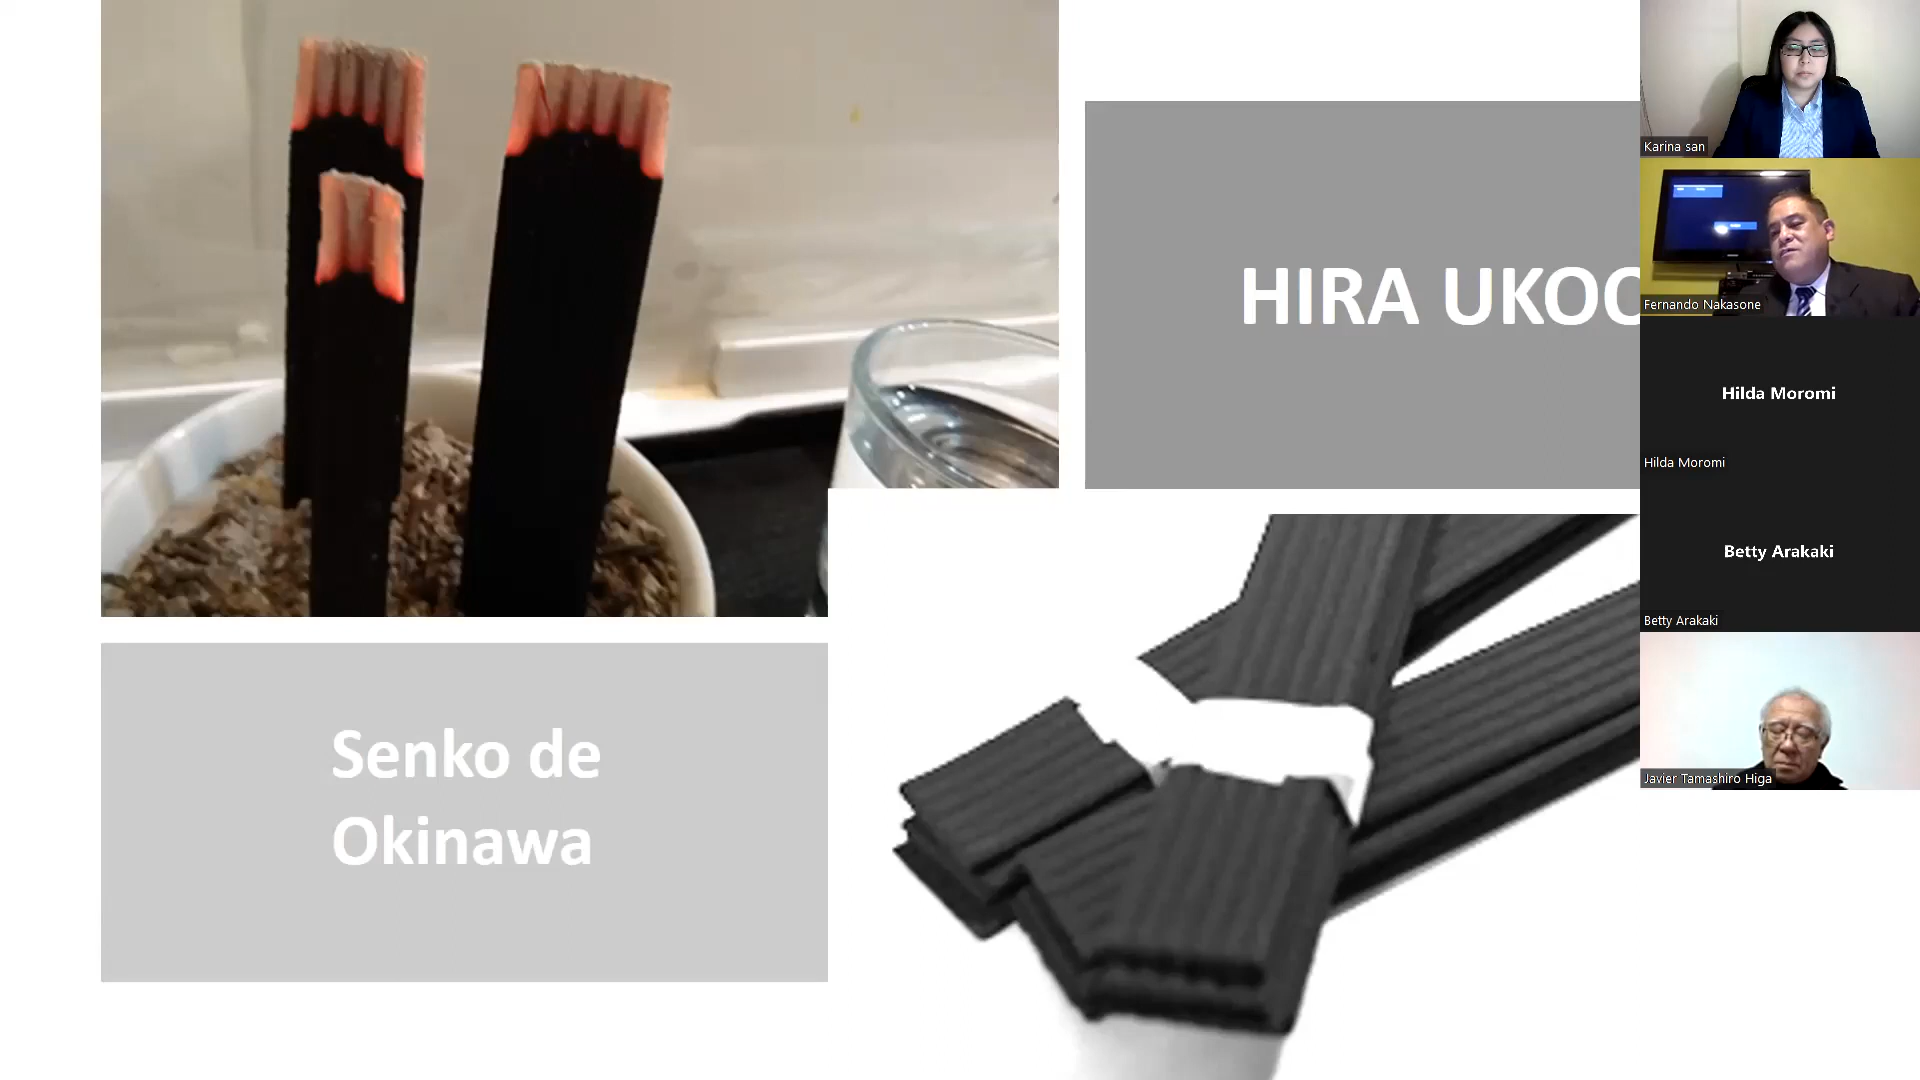 HIRA UKOO
Senko de
Okinawa
Karina san
Fernando Nakasone
Hilda Moromi
Hilda Moromi
Betty Arakaki
Betty Arakaki
Javier Tamashiro Higa